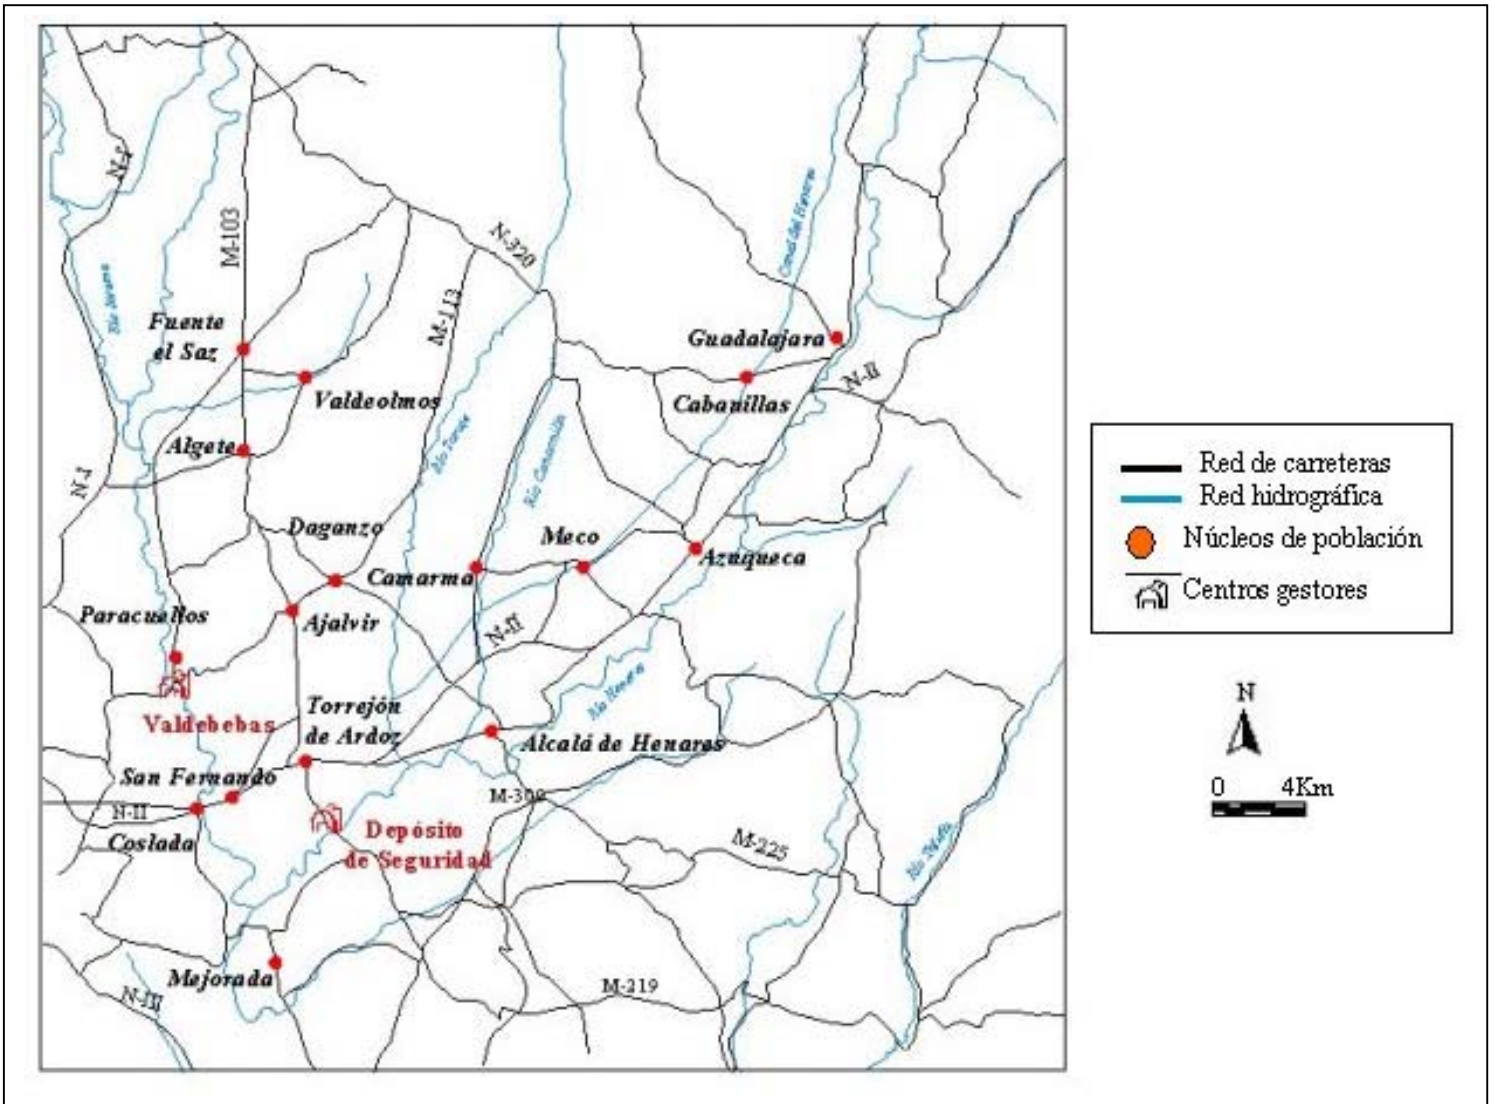 N-I
M-103
N-320
Canal del Henares
Río Jarama
M-113
Fuente
el Saz
Guadalajara
N-II
Valdeolmos
Cabanillas
Algete
Río Torote
Río Camarmilla
N-I
Daganzo
Meco
Azuqueca
Camarma
Paracuellos
Ajalvir
N-II
Río Henares
Torrejón
de Ardoz
Valdebebas
Alcalá de Henares
San Fernando
M-300
N-II
Coslada
Depósito
de Seguridad
M-225
Río Tajuña
Mejorada
N-III
M-219
Red de carreteras
Red hidrográfica
Núcleos de población
Centros gestores
N
0 4Km